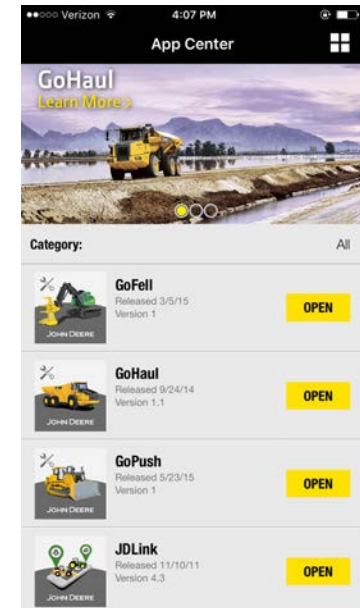 Verizon 4:07 PM
App Center
GoHaul
Learn More >
Category: All
GoFell
Released 3/5/15
Version 1
OPEN
JOHN DEERE
GoHaul
Released 9/24/14
Version 1.1
OPEN
JOHN DEERE
GoPush
Released 5/23/15
Version 1
OPEN
JOHN DEERE
JDLink
Released 11/10/11
Version 4.3
OPEN
JOHN DEERE